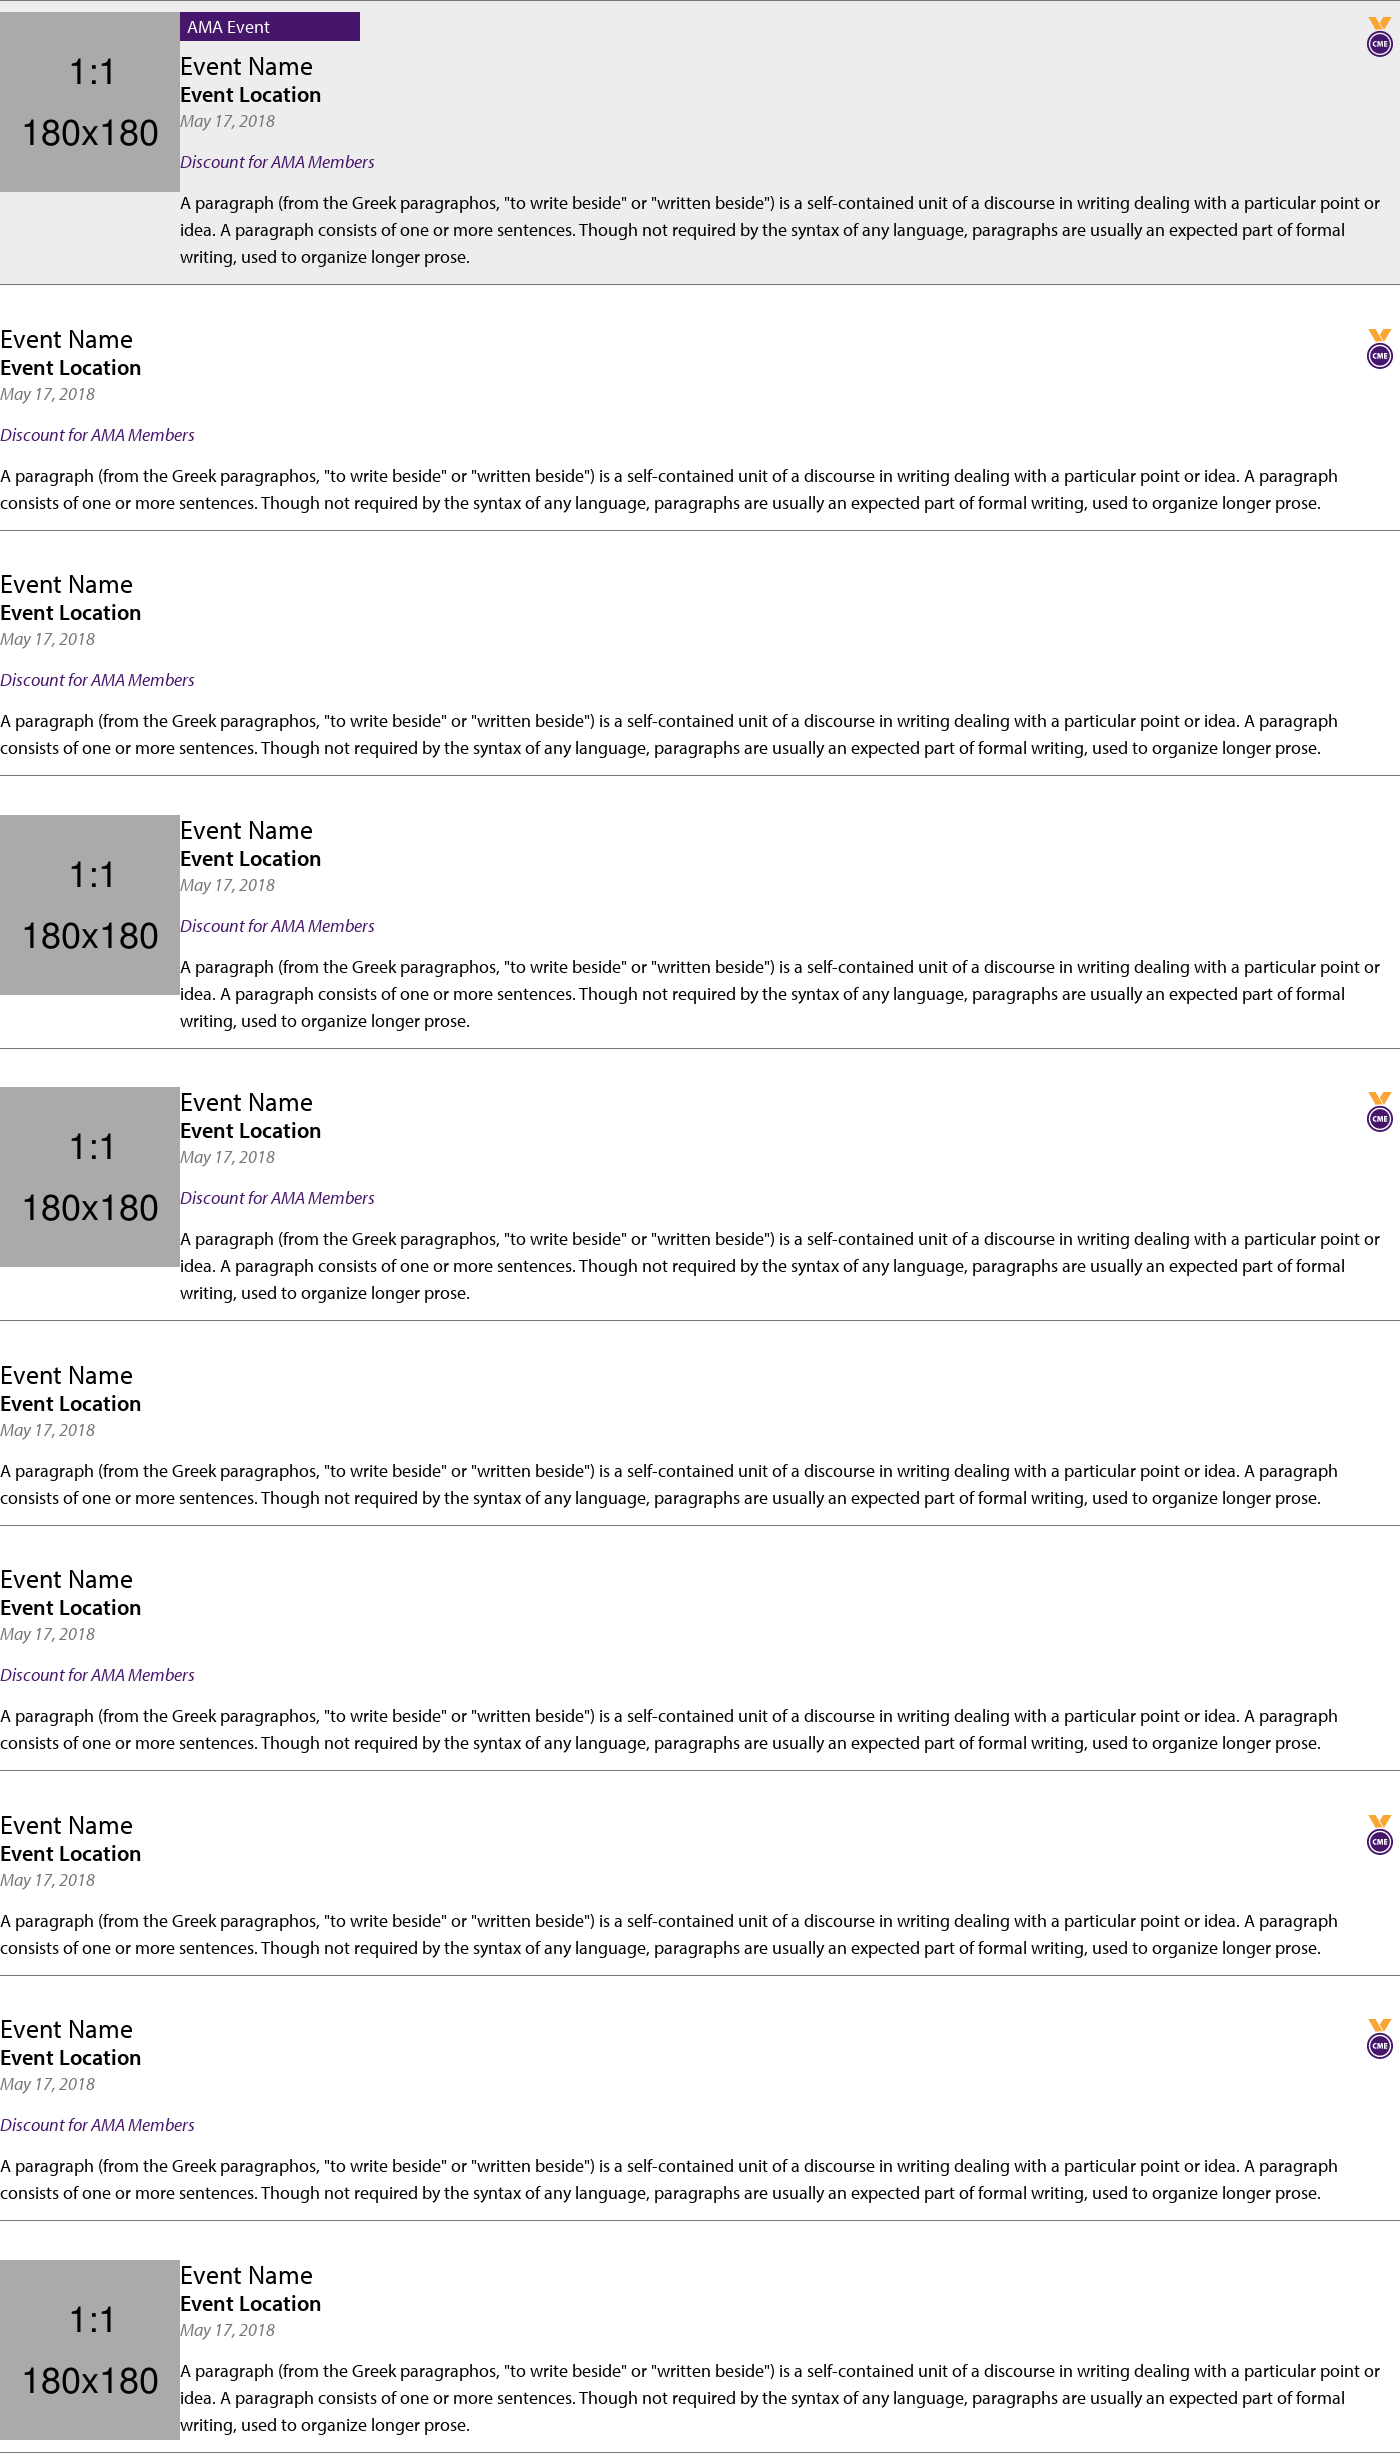 AMA Event
CME
1:1
180x180
Event Name
Event Location
May 17, 2018
Discount for AMA Members
A paragraph (from the Greek paragraphos, "to write beside" or "written beside") is a self-contained unit of a discourse in writing dealing with a particular point or
idea. A paragraph consists of one or more sentences. Though not required by the syntax of any language, paragraphs are usually an expected part of formal
writing, used to organize longer prose.
Event Name
CME
Event Location
May 17, 2018
Discount for AMA Members
A paragraph (from the Greek paragraphos, "to write beside" or "written beside") is a self-contained unit of a discourse in writing dealing with a particular point or idea. A paragraph
consists of one or more sentences. Though not required by the syntax of any language, paragraphs are usually an expected part of formal writing, used to organize longer prose.
Event Name
Event Location
May 17, 2018
Discount for AMA Members
A paragraph (from the Greek paragraphos, "to write beside" or "written beside") is a self-contained unit of a discourse in writing dealing with a particular point or idea. A paragraph
consists of one or more sentences. Though not required by the syntax of any language, paragraphs are usually an expected part of formal writing, used to organize longer prose.
1:1
180x180
Event Name
Event Location
May 17, 2018
Discount for AMA Members
A paragraph (from the Greek paragraphos, "to write beside" or "written beside") is a self-contained unit of a discourse in writing dealing with a particular point or
idea. A paragraph consists of one or more sentences. Though not required by the syntax of any language, paragraphs are usually an expected part of formal
writing, used to organize longer prose.
1:1
180x180
Event Name
CME
Event Location
May 17, 2018
Discount for AMA Members
A paragraph (from the Greek paragraphos, "to write beside" or "written beside") is a self-contained unit of a discourse in writing dealing with a particular point or
idea. A paragraph consists of one or more sentences. Though not required by the syntax of any language, paragraphs are usually an expected part of formal
writing, used to organize longer prose.
Event Name
Event Location
May 17, 2018
A paragraph (from the Greek paragraphos, "to write beside" or "written beside") is a self-contained unit of a discourse in writing dealing with a particular point or idea. A paragraph
consists of one or more sentences. Though not required by the syntax of any language, paragraphs are usually an expected part of formal writing, used to organize longer prose.
Event Name
Event Location
May 17, 2018
Discount for AMA Members
A paragraph (from the Greek paragraphos, "to write beside" or "written beside") is a self-contained unit of a discourse in writing dealing with a particular point or idea. A paragraph
consists of one or more sentences. Though not required by the syntax of any language, paragraphs are usually an expected part of formal writing, used to organize longer prose.
Event Name
CME
Event Location
May 17, 2018
A paragraph (from the Greek paragraphos, "to write beside" or "written beside") is a self-contained unit of a discourse in writing dealing with a particular point or idea. A paragraph
consists of one or more sentences. Though not required by the syntax of any language, paragraphs are usually an expected part of formal writing, used to organize longer prose.
Event Name
CME
Event Location
May 17, 2018
Discount for AMA Members
A paragraph (from the Greek paragraphos, "to write beside" or "written beside") is a self-contained unit of a discourse in writing dealing with a particular point or idea. A paragraph
consists of one or more sentences. Though not required by the syntax of any language, paragraphs are usually an expected part of formal writing, used to organize longer prose.
1:1
180x180
Event Name
Event Location
May 17, 2018
A paragraph (from the Greek paragraphos, "to write beside" or "written beside") is a self-contained unit of a discourse in writing dealing with a particular point or
idea. A paragraph consists of one or more sentences. Though not required by the syntax of any language, paragraphs are usually an expected part of formal
writing, used to organize longer prose.